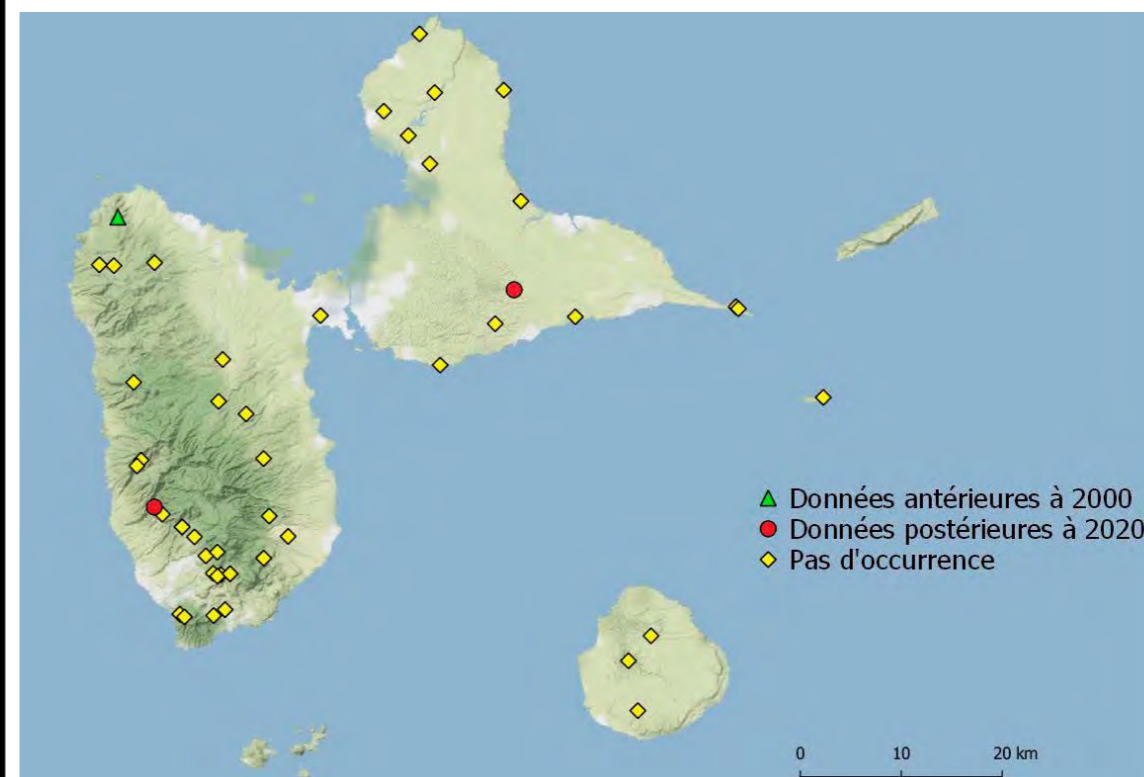 Données antérieures à 2000
Données postérieures à 2020
Pas d'occurrence
0 10 20 km